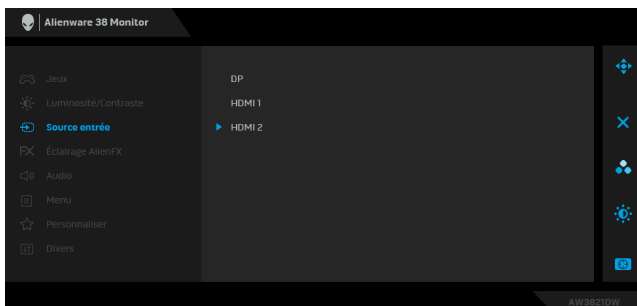 Alienware 38 Monitor
Jeux
Luminosité/Contraste
Source entrée
FX Éclairage AlienFX
Audio
Menu
Personnaliser
Divers
DP
HDMI 1
HDMI 2
AW3821DW